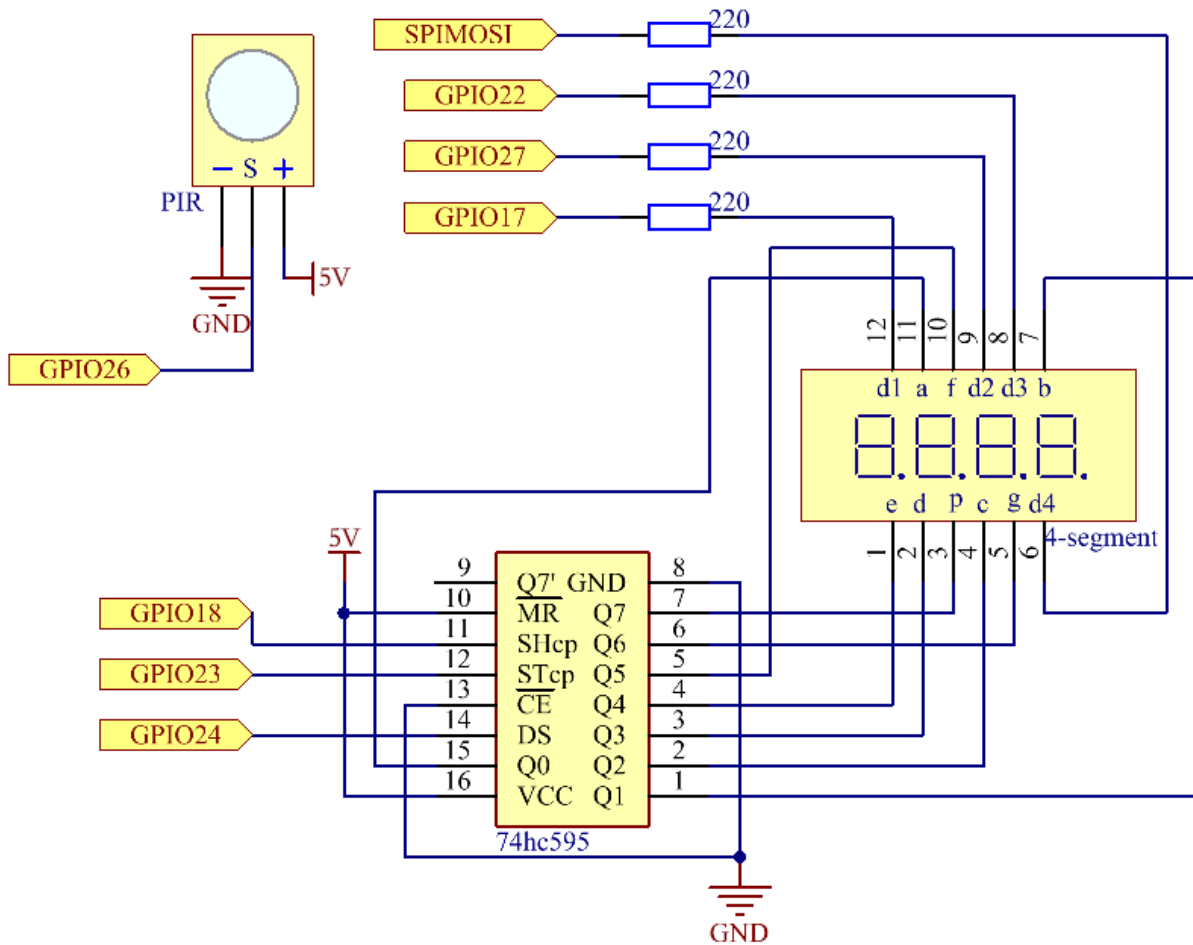 SPIMOSI 220
GPIO22 220
GPIO27 220
GPIO17 220
− S +
PIR
5V
GND
GPIO26
12 11 10 9 8 7
d1 a f d2 d3 b
e d p c g d4
1 2 3 4 5 6
4-segment
5V
9 Q7' GND 8
10 MR Q7 7
GPIO18 11 SHcp Q6 6
12 STcp Q5 5
GPIO23
13 CE Q4 4
14 DS Q3 3
GPIO24
15 Q0 Q2 2
16 VCC Q1 1
74hc595
GND